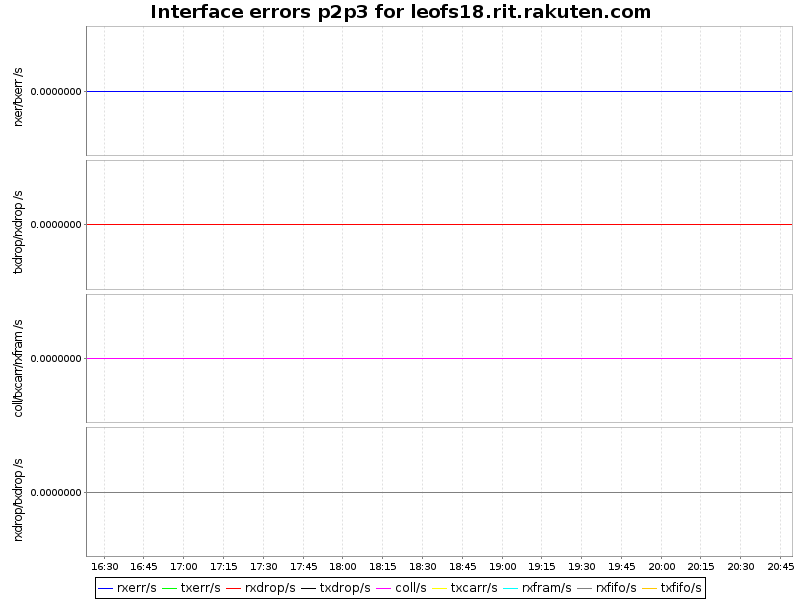 Interface errors p2p3 for leofs18.rit.rakuten.com
rxer/txerr /s
0.0000000
txdrop/rxdrop /s
0.0000000
coll/txcarr/rxfram /s
0.0000000
rxdrop/txdrop /s
0.0000000
16:30 16:45 17:00 17:15 17:30 17:45 18:00 18:15 18:30 18:45 19:00 19:15 19:30 19:45 20:00 20:15 20:30 20:45
rxerr/s txerr/s rxdrop/s txdrop/s coll/s txcarr/s rxfram/s rxfifo/s txfifo/s